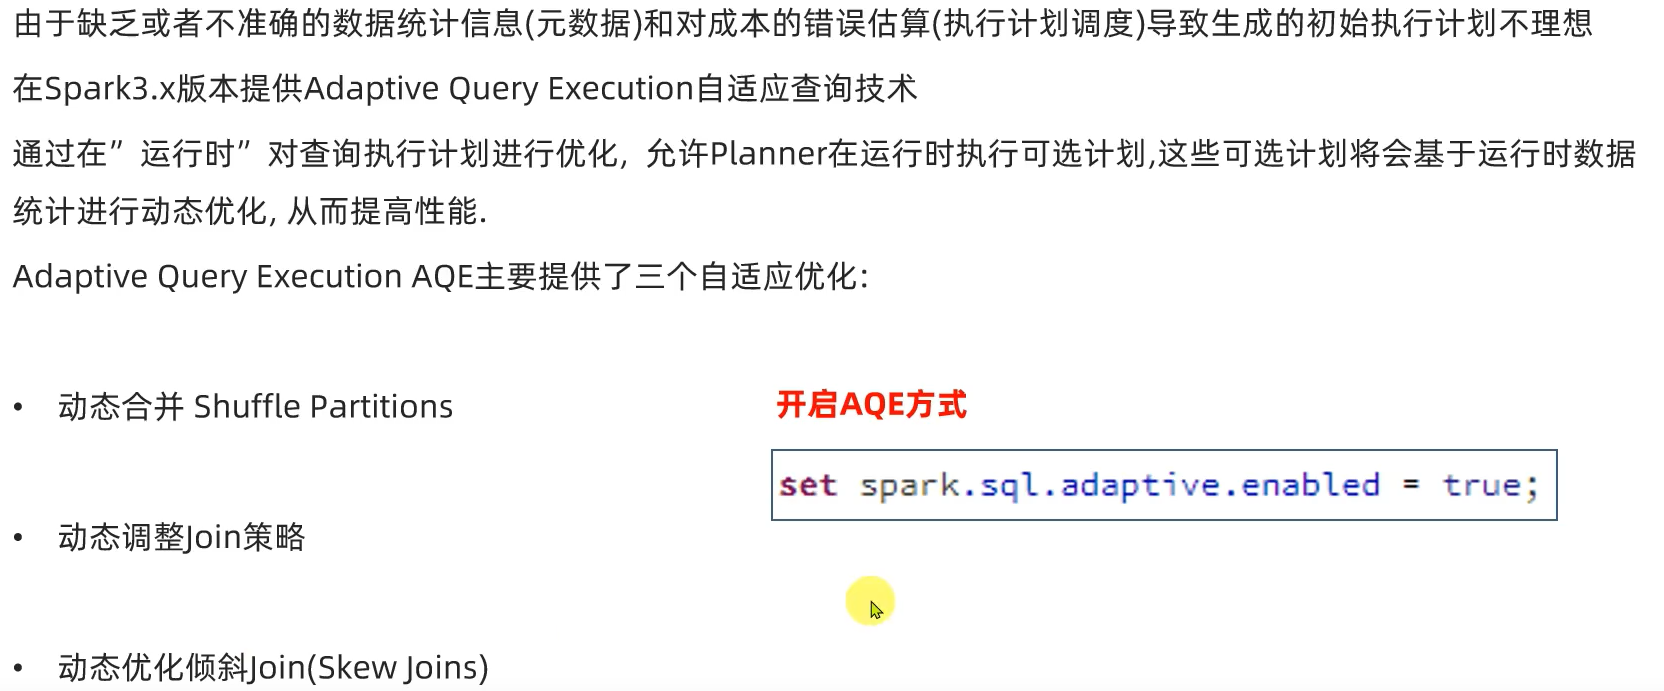 由于缺乏或者不准确的数据统计信息(元数据)和对成本的错误估算(执行计划调度)导致生成的初始执行计划不理想
在Spark3.x版本提供Adaptive Query Execution自适应查询技术
通过在”运行时”对查询执行计划进行优化, 允许Planner在运行时执行可选计划,这些可选计划将会基于运行时数据
统计进行动态优化, 从而提高性能.
Adaptive Query Execution AQE主要提供了三个自适应优化:
• 动态合并 Shuffle Partitions
开启AQE方式
set spark.sql.adaptive.enabled = true;
• 动态调整Join策略
• 动态优化倾斜Join(Skew Joins)